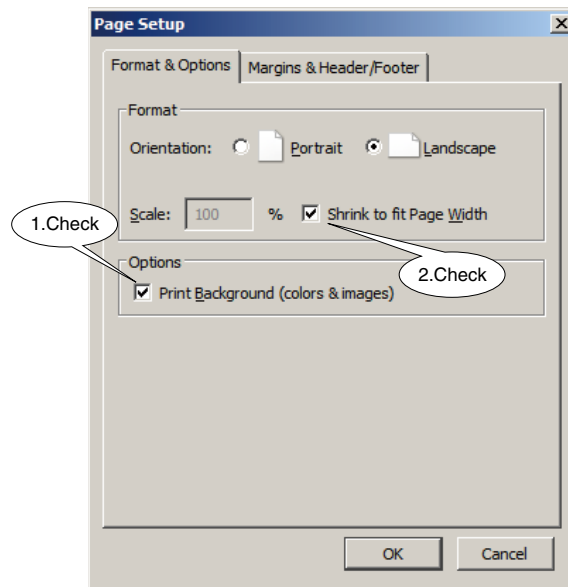 Page Setup
Format & Options Margins & Header/Footer
Format
Orientation: Portrait Landscape
Scale: 100 % Shrink to fit Page Width
1.Check
2.Check
Options
Print Background (colors & images)
OK Cancel